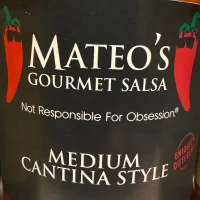 MATEO'S
GOURMET SALSA
Not Responsible For Obsession®
MEDIUM
CANTINA STYLE